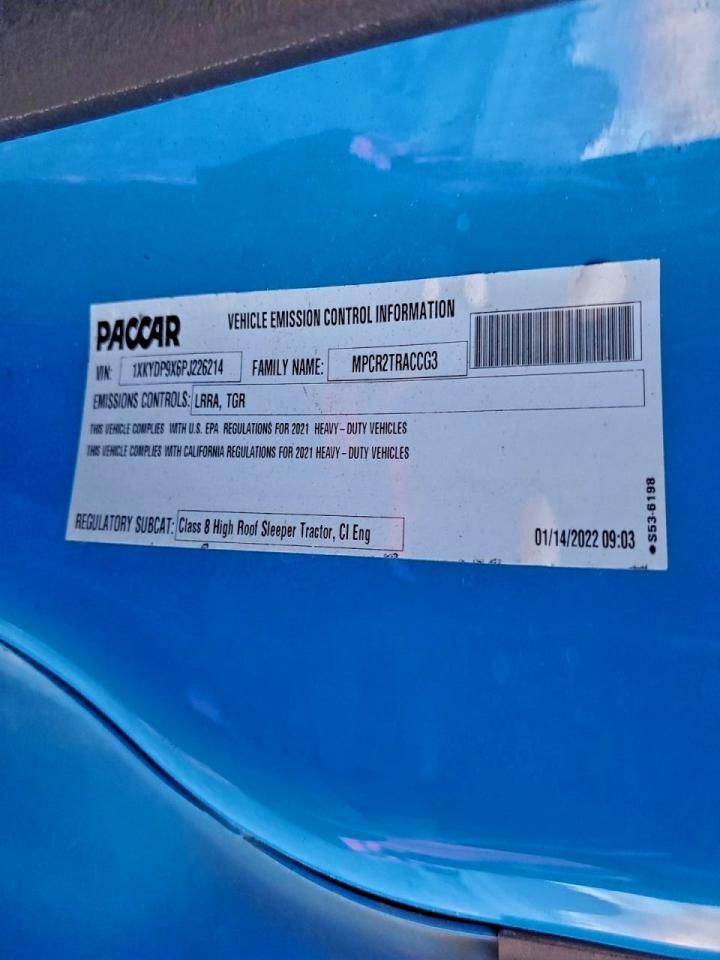 PACCAR
VEHICLE EMISSION CONTROL INFORMATION
VIN: 1XKYDP9X6PJ226214 FAMILY NAME: MPCR2TRACCG3
EMISSIONS CONTROLS: LRRA, TGR
THIS VEHICLE COMPLIES WITH U.S. EPA REGULATIONS FOR 2021 HEAVY-DUTY VEHICLES
THIS VEHICLE COMPLIES WITH CALIFORNIA REGULATIONS FOR 2021 HEAVY-DUTY VEHICLES
REGULATORY SUBCAT: Class 8 High Roof Sleeper Tractor, CI Eng
01/14/2022 09:03
● S53-6198